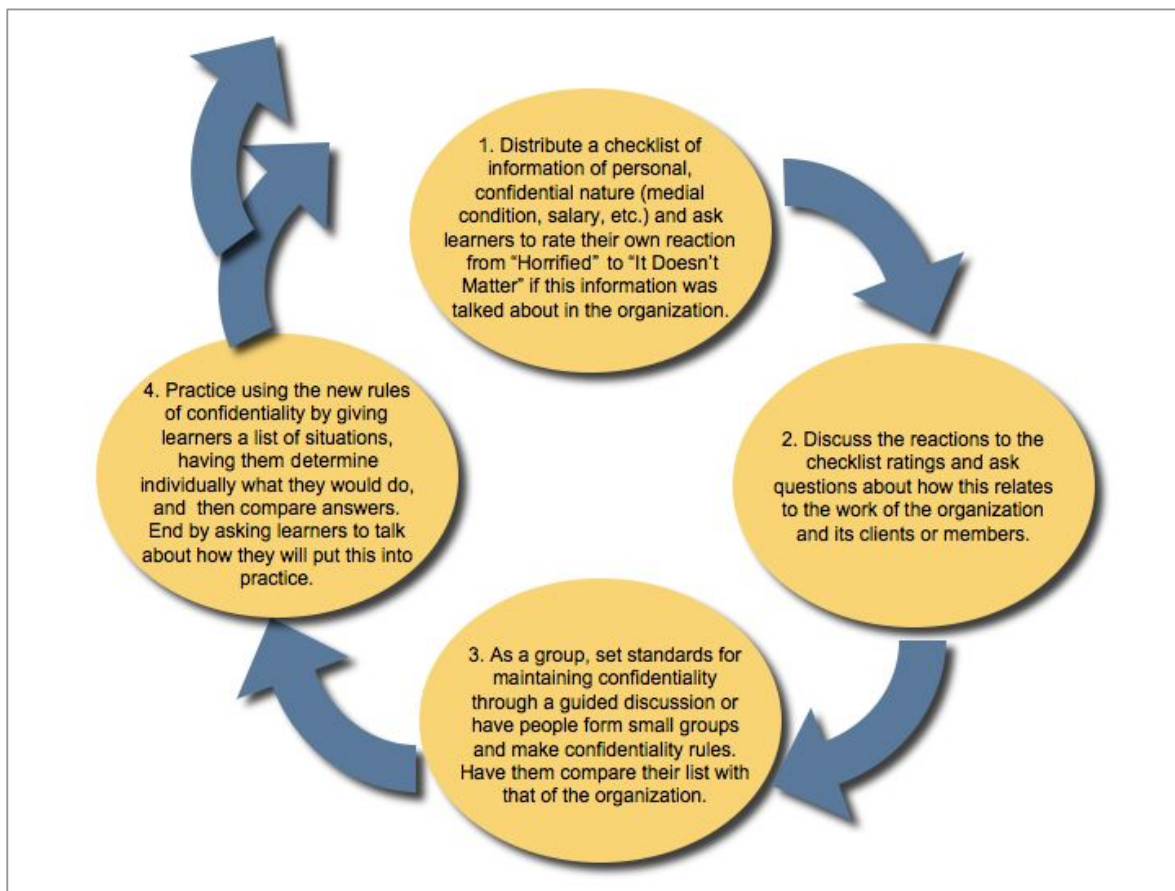 1. Distribute a checklist of
information of personal,
confidential nature (medial
condition, salary, etc.) and ask
learners to rate their own reaction
from “Horrified” to “It Doesn’t
Matter” if this information was
talked about in the organization.
2. Discuss the reactions to the
checklist ratings and ask
questions about how this relates
to the work of the organization
and its clients or members.
3. As a group, set standards for
maintaining confidentiality
through a guided discussion or
have people form small groups
and make confidentiality rules.
Have them compare their list with
that of the organization.
4. Practice using the new rules
of confidentiality by giving
learners a list of situations,
having them determine
individually what they would do,
and then compare answers.
End by asking learners to talk
about how they will put this into
practice.